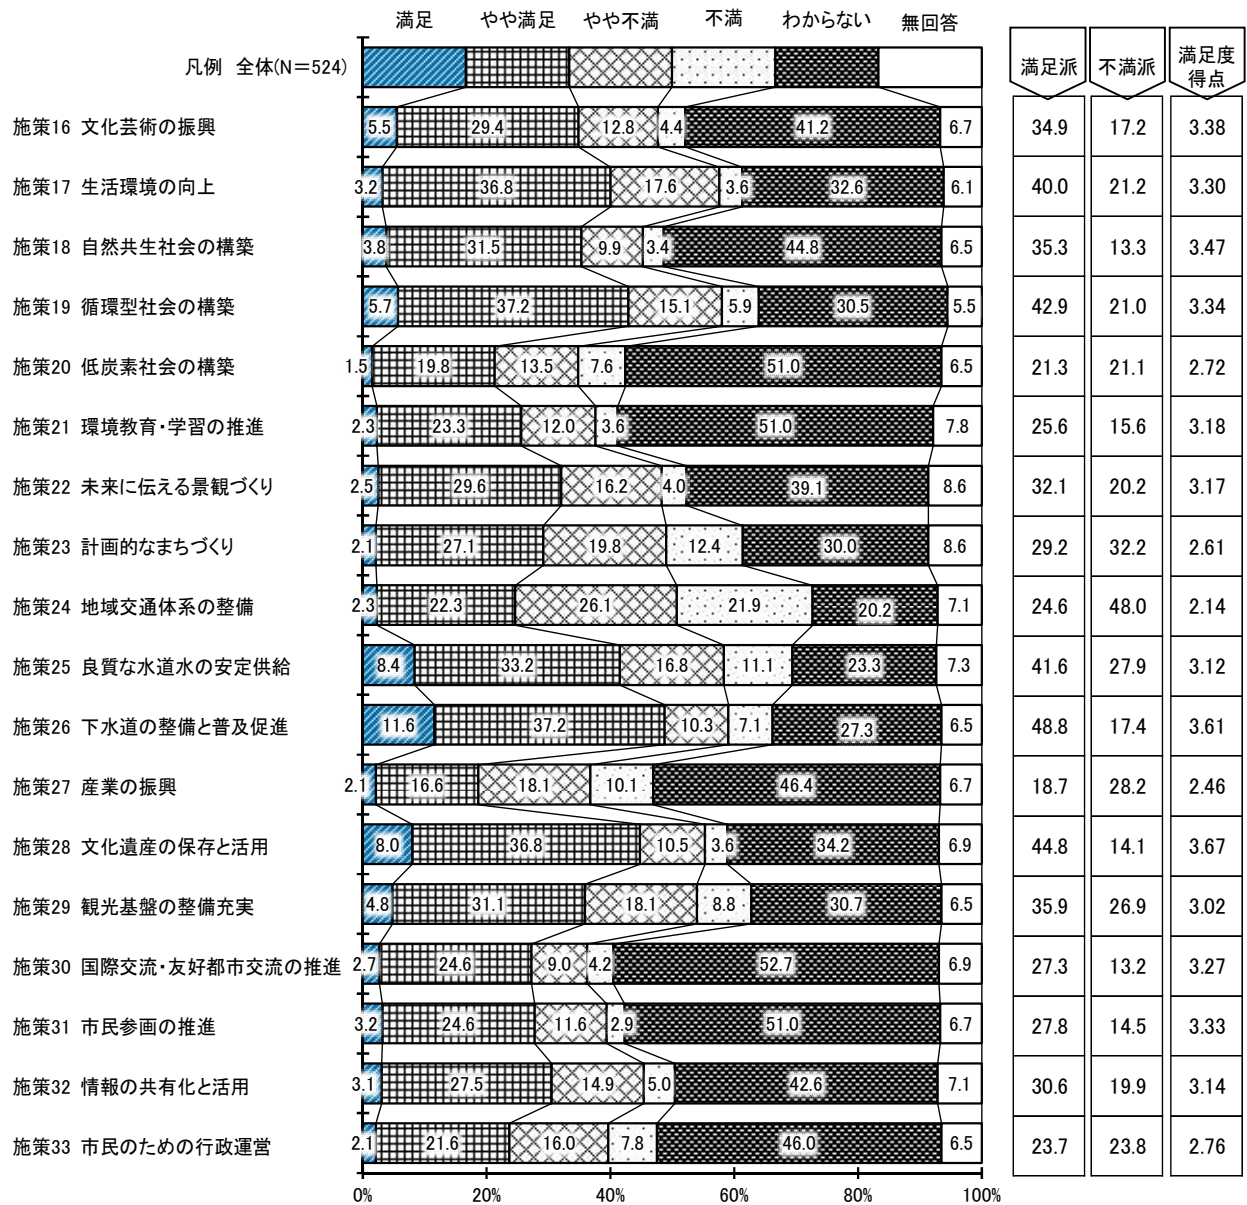 満足 やや満足 やや不満 不満 わからない 無回答
凡例 全体(N=524) 満足派 不満派 満足度得点
施策16 文化芸術の振興 5.5 29.4 12.8 4.4 41.2 6.7 34.9 17.2 3.38
施策17 生活環境の向上 3.2 36.8 17.6 3.6 32.6 6.1 40.0 21.2 3.30
施策18 自然共生社会の構築 3.8 31.5 9.9 3.4 44.8 6.5 35.3 13.3 3.47
施策19 循環型社会の構築 5.7 37.2 15.1 5.9 30.5 5.5 42.9 21.0 3.34
施策20 低炭素社会の構築 1.5 19.8 13.5 7.6 51.0 6.5 21.3 21.1 2.72
施策21 環境教育・学習の推進 2.3 23.3 12.0 3.6 51.0 7.8 25.6 15.6 3.18
施策22 未来に伝える景観づくり 2.5 29.6 16.2 4.0 39.1 8.6 32.1 20.2 3.17
施策23 計画的なまちづくり 2.1 27.1 19.8 12.4 30.0 8.6 29.2 32.2 2.61
施策24 地域交通体系の整備 2.3 22.3 26.1 21.9 20.2 7.1 24.6 48.0 2.14
施策25 良質な水道水の安定供給 8.4 33.2 16.8 11.1 23.3 7.3 41.6 27.9 3.12
施策26 下水道の整備と普及促進 11.6 37.2 10.3 7.1 27.3 6.5 48.8 17.4 3.61
施策27 産業の振興 2.1 16.6 18.1 10.1 46.4 6.7 18.7 28.2 2.46
施策28 文化遺産の保存と活用 8.0 36.8 10.5 3.6 34.2 6.9 44.8 14.1 3.67
施策29 観光基盤の整備充実 4.8 31.1 18.1 8.8 30.7 6.5 35.9 26.9 3.02
施策30 国際交流・友好都市交流の推進 2.7 24.6 9.0 4.2 52.7 6.9 27.3 13.2 3.27
施策31 市民参画の推進 3.2 24.6 11.6 2.9 51.0 6.7 27.8 14.5 3.33
施策32 情報の共有化と活用 3.1 27.5 14.9 5.0 42.6 7.1 30.6 19.9 3.14
施策33 市民のための行政運営 2.1 21.6 16.0 7.8 46.0 6.5 23.7 23.8 2.76
0% 20% 40% 60% 80% 100%